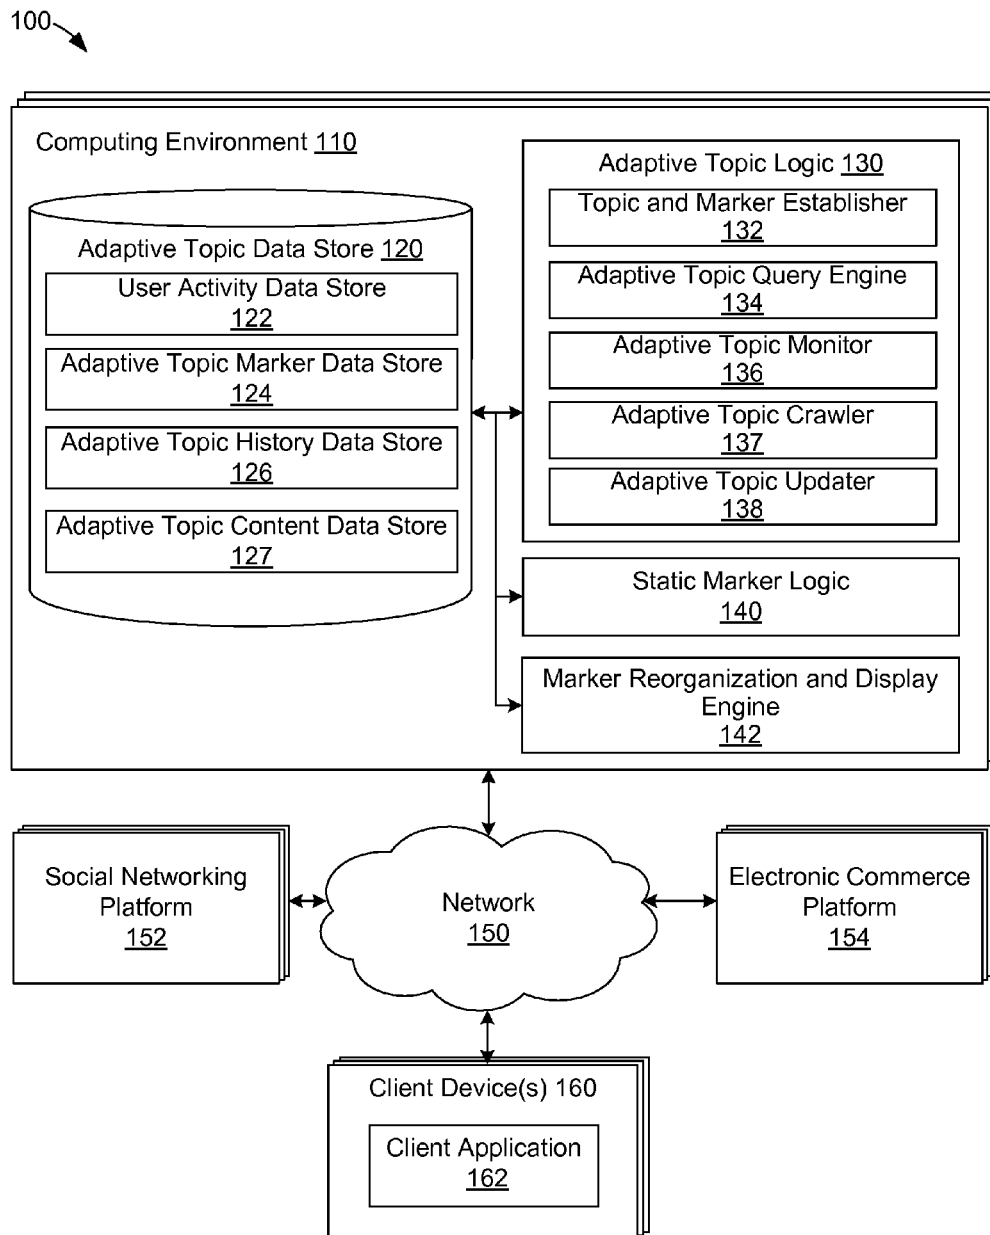 100
Computing Environment 110
Adaptive Topic Data Store 120
User Activity Data Store
122
Adaptive Topic Marker Data Store
124
Adaptive Topic History Data Store
126
Adaptive Topic Content Data Store
127
Adaptive Topic Logic 130
Topic and Marker Establisher
132
Adaptive Topic Query Engine
134
Adaptive Topic Monitor
136
Adaptive Topic Crawler
137
Adaptive Topic Updater
138
Static Marker Logic
140
Marker Reorganization and Display
Engine
142
Social Networking
Platform
152
Network
150
Electronic Commerce
Platform
154
Client Device(s) 160
Client Application
162